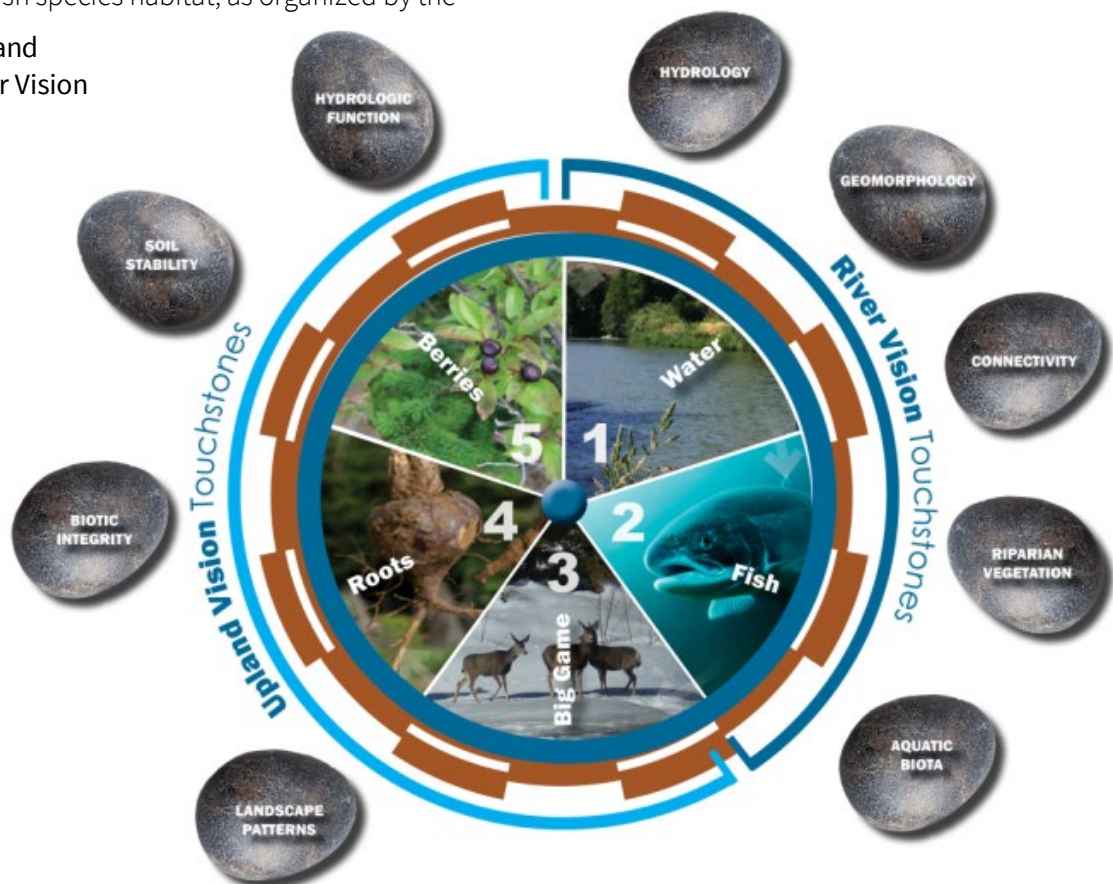 sh species habitat, as organized by the
and
r Vision
HYDROLOGIC
FUNCTION
HYDROLOGY
GEOMORPHOLOGY
SOIL
STABILITY
CONNECTIVITY
BIOTIC
INTEGRITY
RIPARIAN
VEGETATION
LANDSCAPE
PATTERNS
AQUATIC
BIOTA
Upland Vision Touchstones
River Vision Touchstones
Water
1
2
Fish
3
Big Game
4
Roots
Berries
5